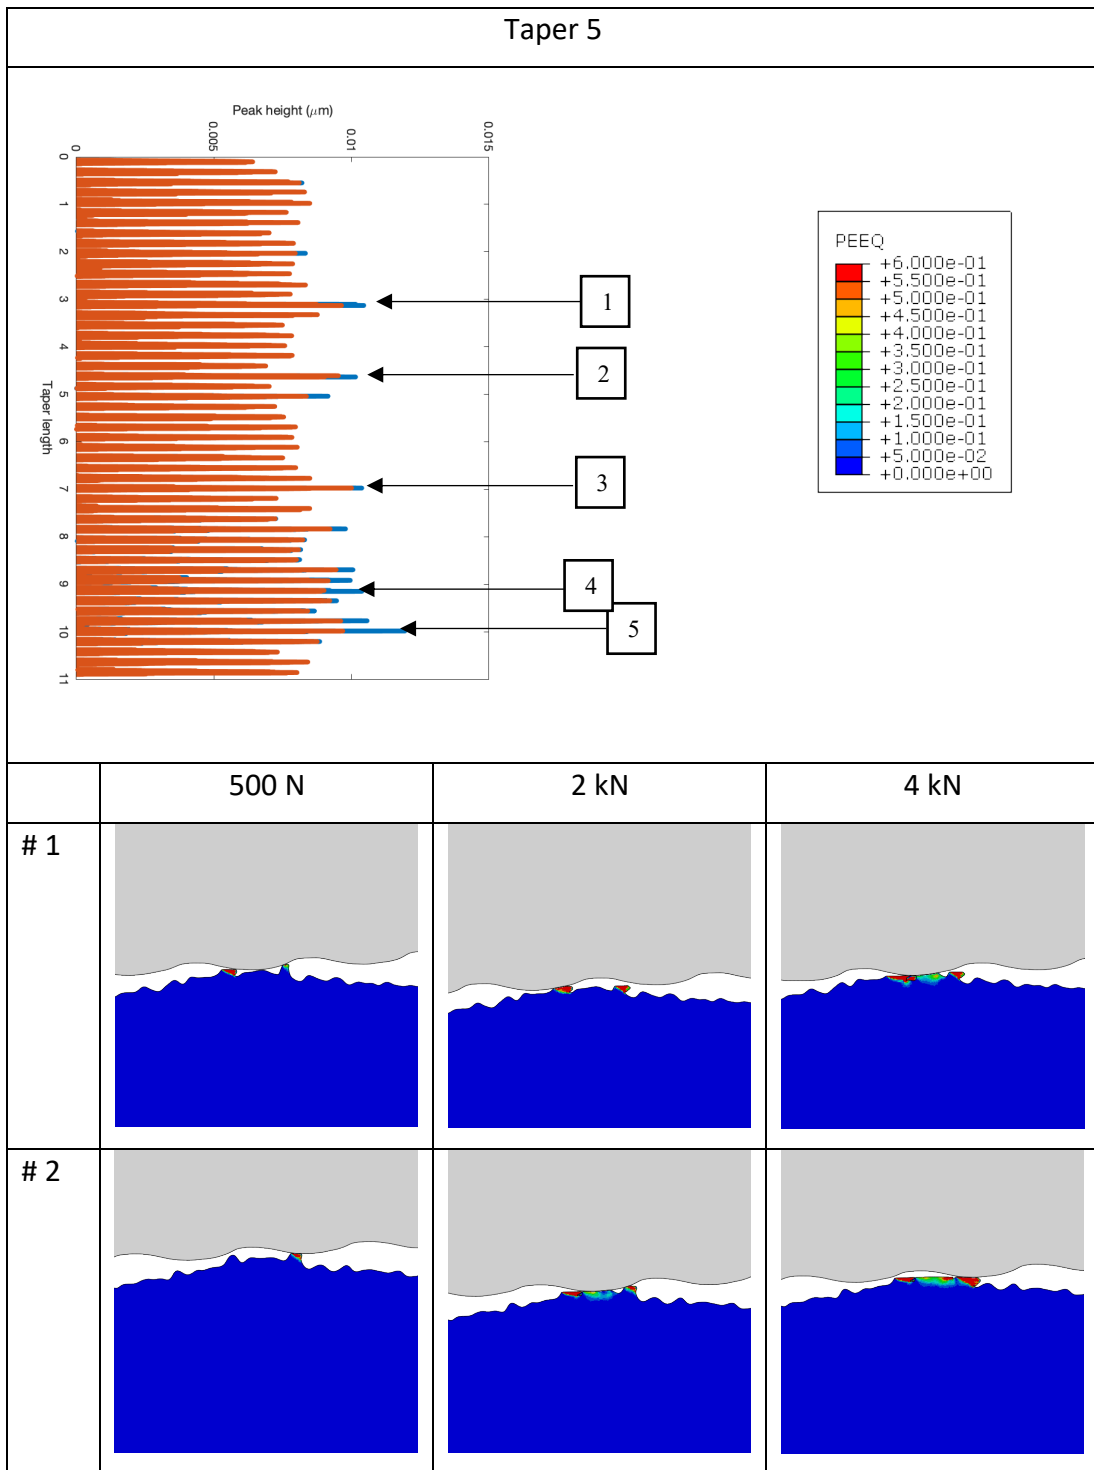 Taper 5
Peak height (μm)
0 0.005 0.01 0.015
0
1
2
3
4
5
6
7
8
9
10
11
Taper length
1
2
3
4
5
PEEQ
+6.000e-01
+5.500e-01
+5.000e-01
+4.500e-01
+4.000e-01
+3.500e-01
+3.000e-01
+2.500e-01
+2.000e-01
+1.500e-01
+1.000e-01
+5.000e-02
+0.000e+00
500 N 2 kN 4 kN
# 1
# 2